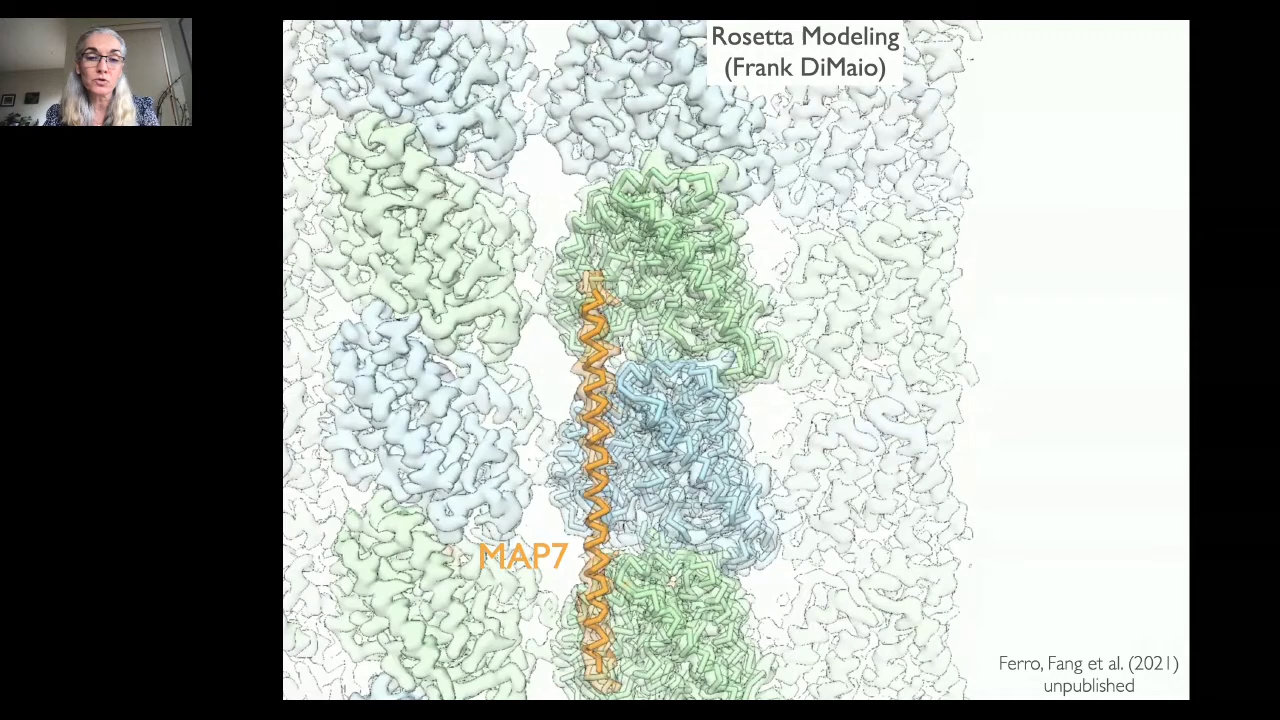 Rosetta Modeling
(Frank DiMaio)
MAP7
Ferro, Fang et al. (2021)
unpublished